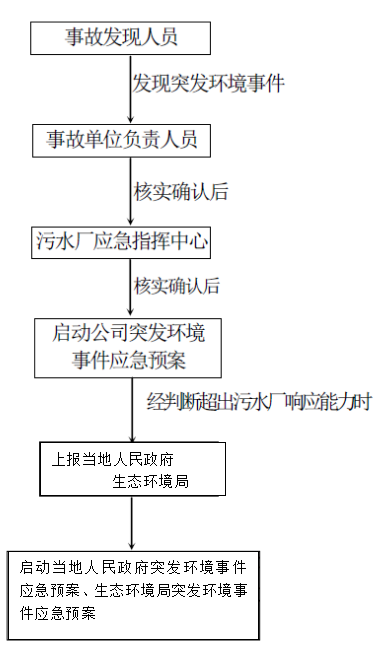 事故发现人员
发现突发环境事件
事故单位负责人员
核实确认后
污水厂应急指挥中心
核实确认后
启动公司突发环境
事件应急预案
经判断超出污水厂响应能力时
上报当地人民政府
生态环境局
启动当地人民政府突发环境事件
应急预案、生态环境局突发环境事
件应急预案